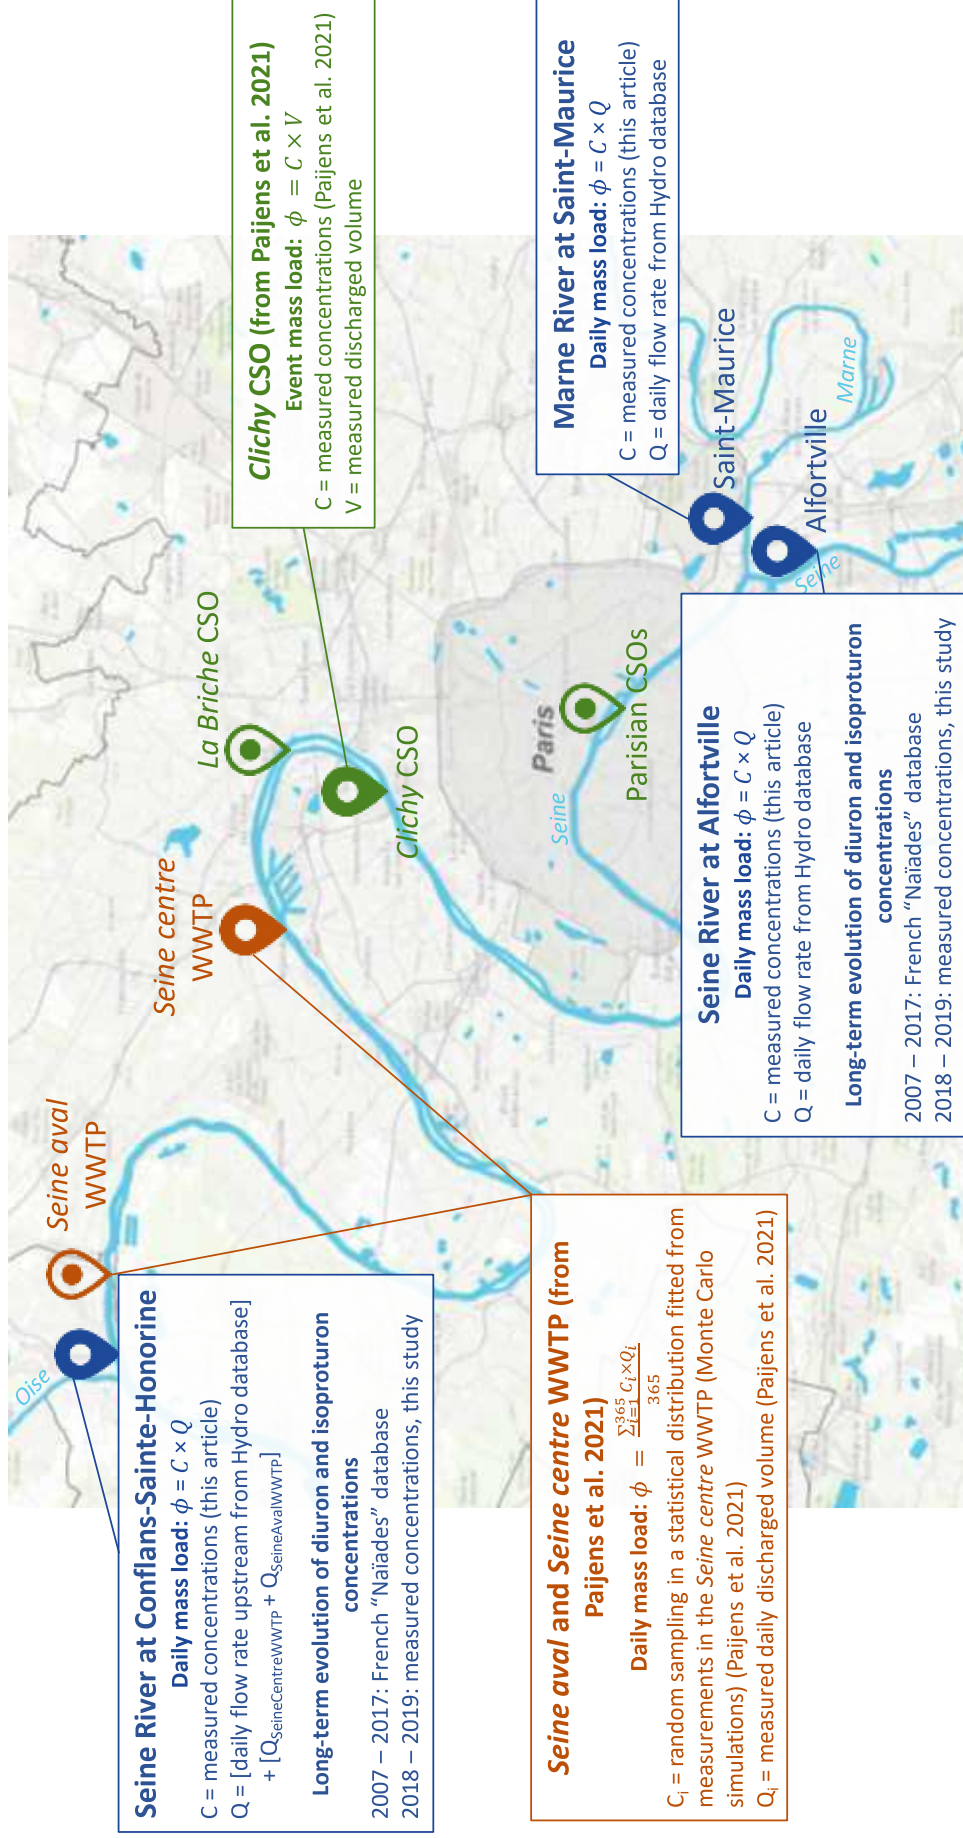 Oise
Seine aval
WWTP
Seine centre
WWTP
La Briche CSO
Clichy CSO
Clichy CSO (from Paijens et al. 2021)
Event mass load: ϕ = C × V
C = measured concentrations (Paijens et al. 2021)
V = measured discharged volume
Paris
Seine
Parisian CSOs
Marne River at Saint-Maurice
Daily mass load: ϕ = C × Q
C = measured concentrations (this article)
Q = daily flow rate from Hydro database
Saint-Maurice
Alfortville
Marne
Seine
Seine River at Conflans-Sainte-Honorine
Daily mass load: ϕ = C × Q
C = measured concentrations (this article)
Q = [daily flow rate upstream from Hydro database]
+ [QSeineCentreWWTP + QSeineAvalWWTP]
Long-term evolution of diuron and isoproturon
concentrations
2007 – 2017: French “Naïades” database
2018 – 2019: measured concentrations, this study
Seine aval and Seine centre WWTP (from
Paijens et al. 2021)
Daily mass load: ϕ = ∑_{i=1}^{365} C_i×Q_i / 365
Ci = random sampling in a statistical distribution fitted from
measurements in the Seine centre WWTP (Monte Carlo
simulations) (Paijens et al. 2021)
Qi = measured daily discharged volume (Paijens et al. 2021)
Seine River at Alfortville
Daily mass load: ϕ = C × Q
C = measured concentrations (this article)
Q = daily flow rate from Hydro database
Long-term evolution of diuron and isoproturon
concentrations
2007 – 2017: French “Naïades” database
2018 – 2019: measured concentrations, this study